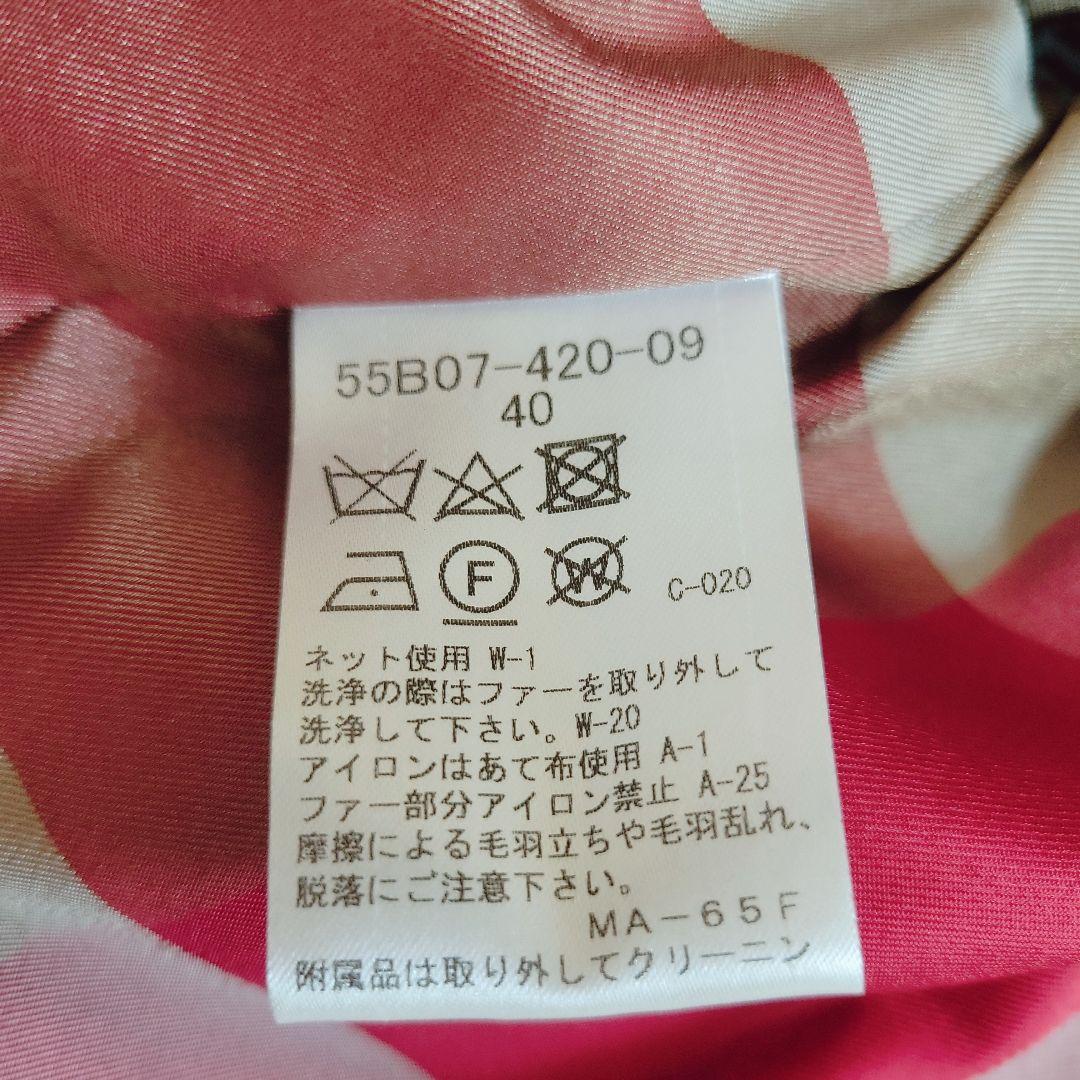 55B07-420-09
40
F W C-020
ネット使用 W-1
洗浄の際はファーを取り外して
洗浄して下さい。W-20
アイロンはあて布使用 A-1
ファー部分アイロン禁止 A-25
摩擦による毛羽立ちや毛羽乱れ、
脱落にご注意下さい。
MA-65F
附属品は取り外してクリーニン